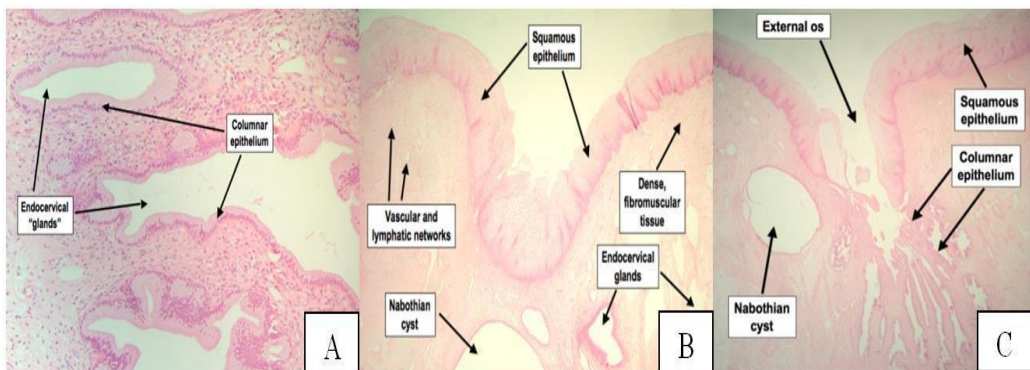 Columnar
epithelium
Endocervical
"glands"
A
Squamous
epithelium
Vascular and
lymphatic networks
Dense,
fibromuscular
tissue
Endocervical
glands
Nabothian
cyst
B
External os
Squamous
epithelium
Columnar
epithelium
Nabothian
cyst
C